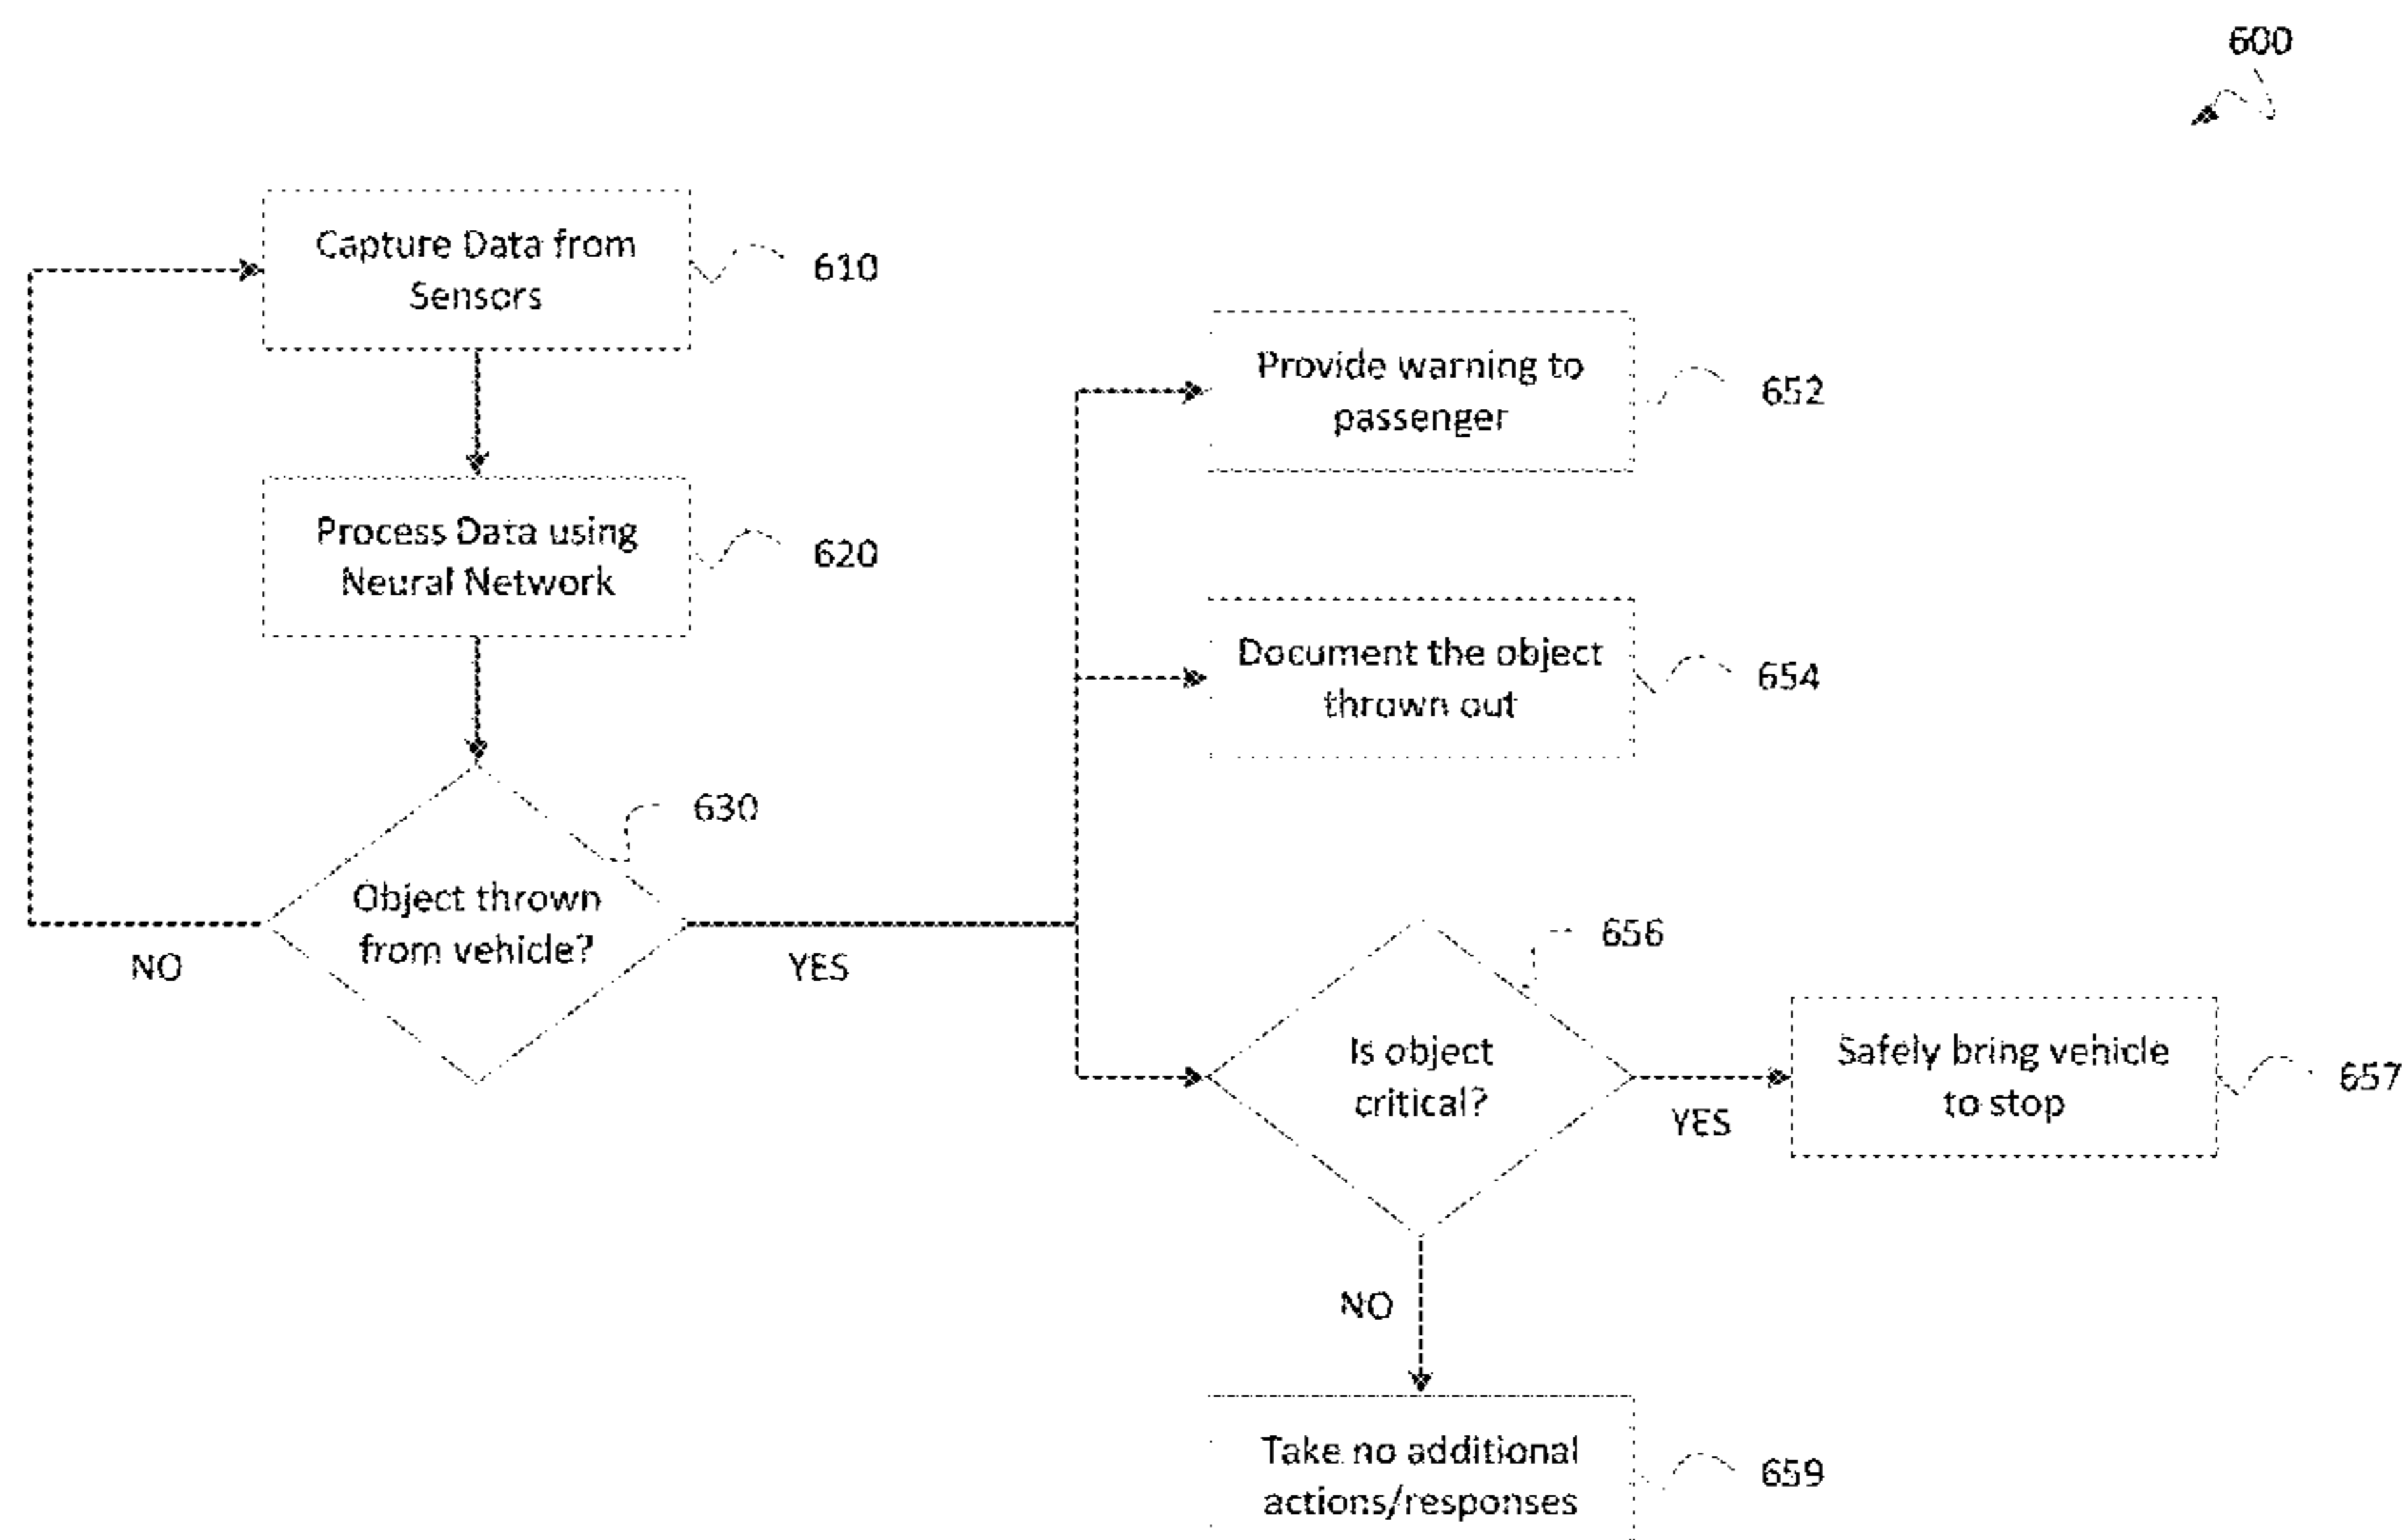 600
Capture Data from
Sensors
610
Process Data using
Neural Network
620
Object thrown
from vehicle?
630
NO
YES
Provide warning to
passenger
652
Document the object
thrown out
654
Is object
critical?
656
YES
Safely bring vehicle
to stop
657
NO
Take no additional
actions/responses
659